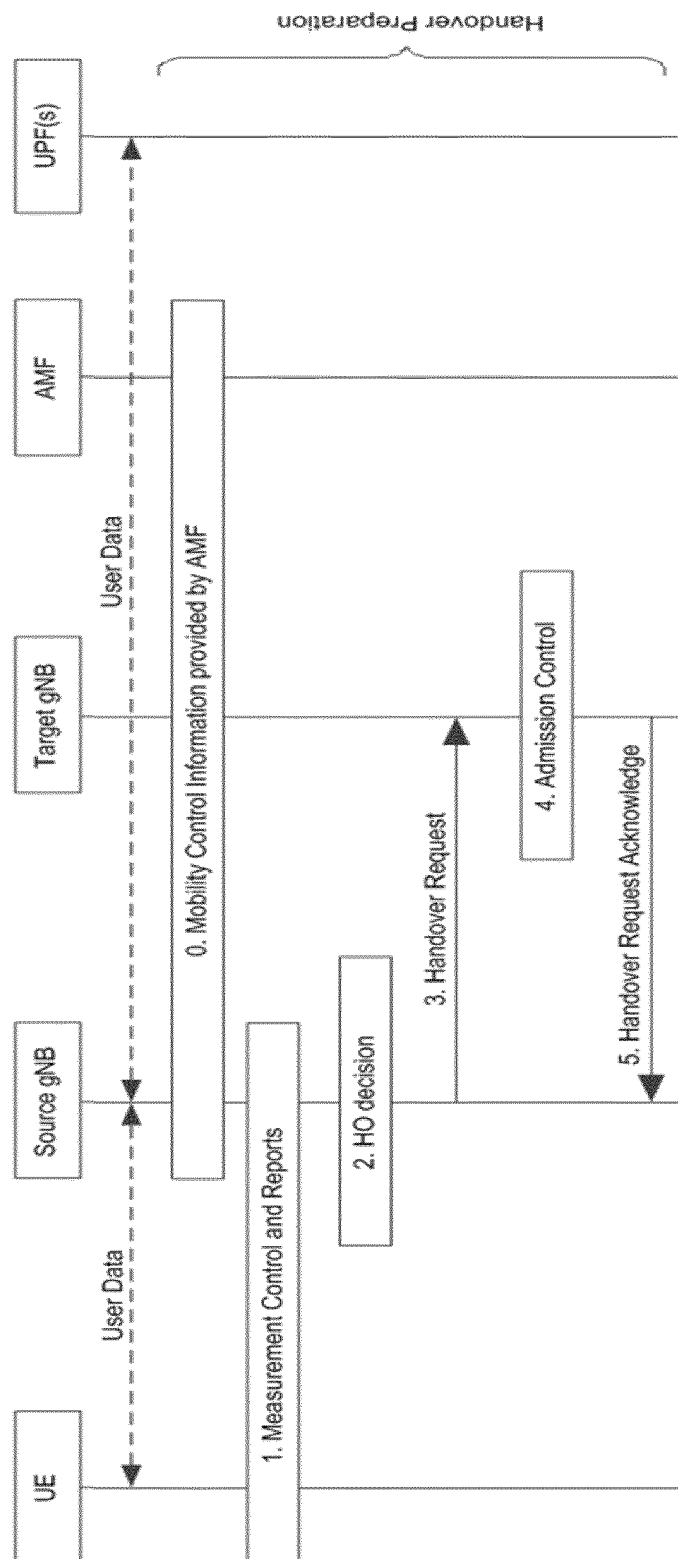 UE
Source gNB
Target gNB
AMF
UPF(s)
User Data
User Data
0. Mobility Control Information provided by AMF
1. Measurement Control and Reports
2. HO decision
3. Handover Request
4. Admission Control
5. Handover Request Acknowledge
Handover Preparation